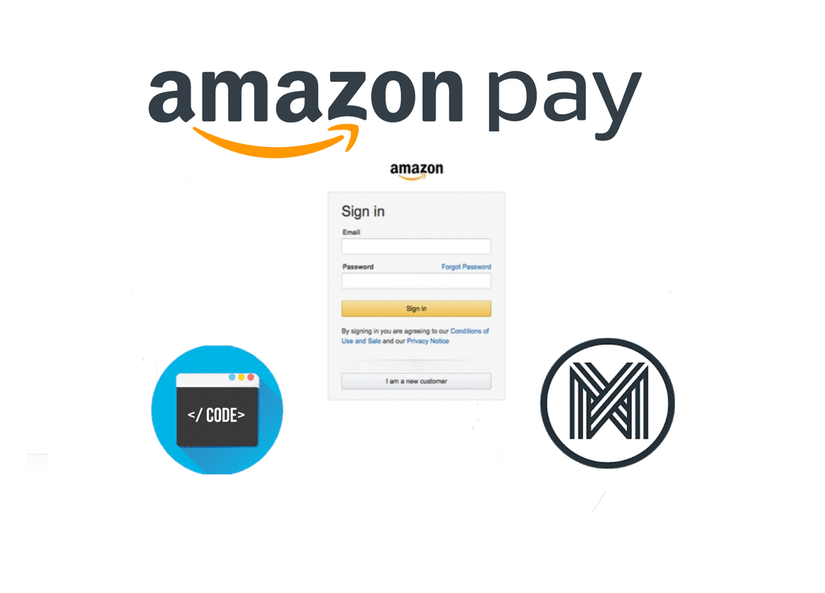 amazon pay
amazon
Sign in
Email
Password Forgot Password
Sign in
By signing in you are agreeing to our Conditions of
Use and Sale and our Privacy Notice
I am a new customer
</ CODE>